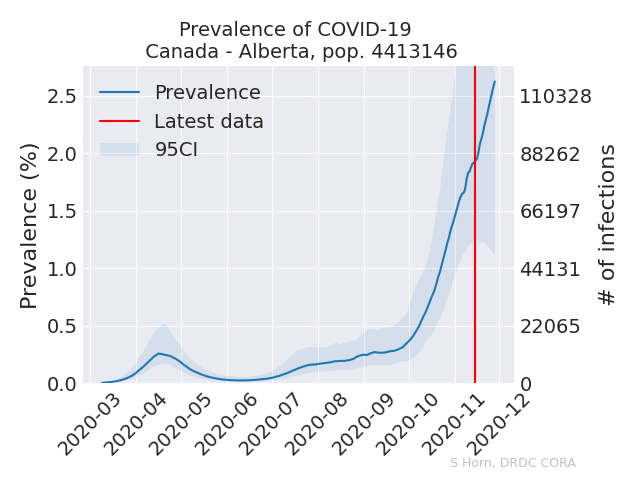 Prevalence of COVID-19
Canada - Alberta, pop. 4413146
Prevalence
Latest data
95CI
Prevalence (%)
2.5
2.0
1.5
1.0
0.5
0.0
110328
88262
66197
44131
22065
0
# of infections
2020-03
2020-04
2020-05
2020-06
2020-07
2020-08
2020-09
2020-10
2020-11
2020-12
S Horn, DRDC CORA